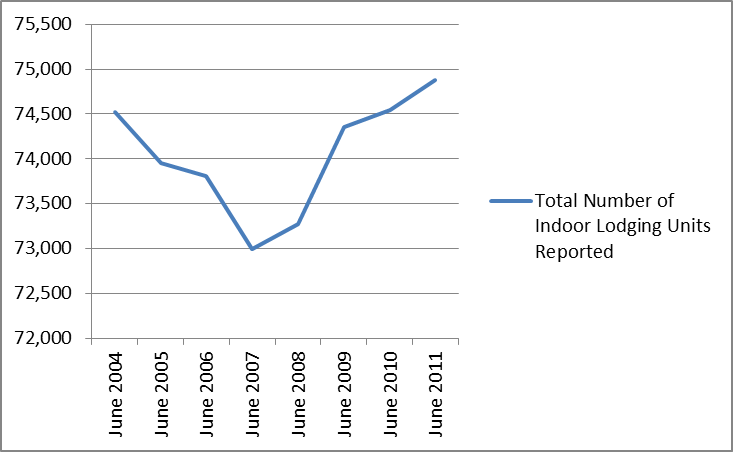 75,500
75,000
74,500
74,000
73,500
73,000
72,500
72,000
June 2004
June 2005
June 2006
June 2007
June 2008
June 2009
June 2010
June 2011
Total Number of
Indoor Lodging Units
Reported